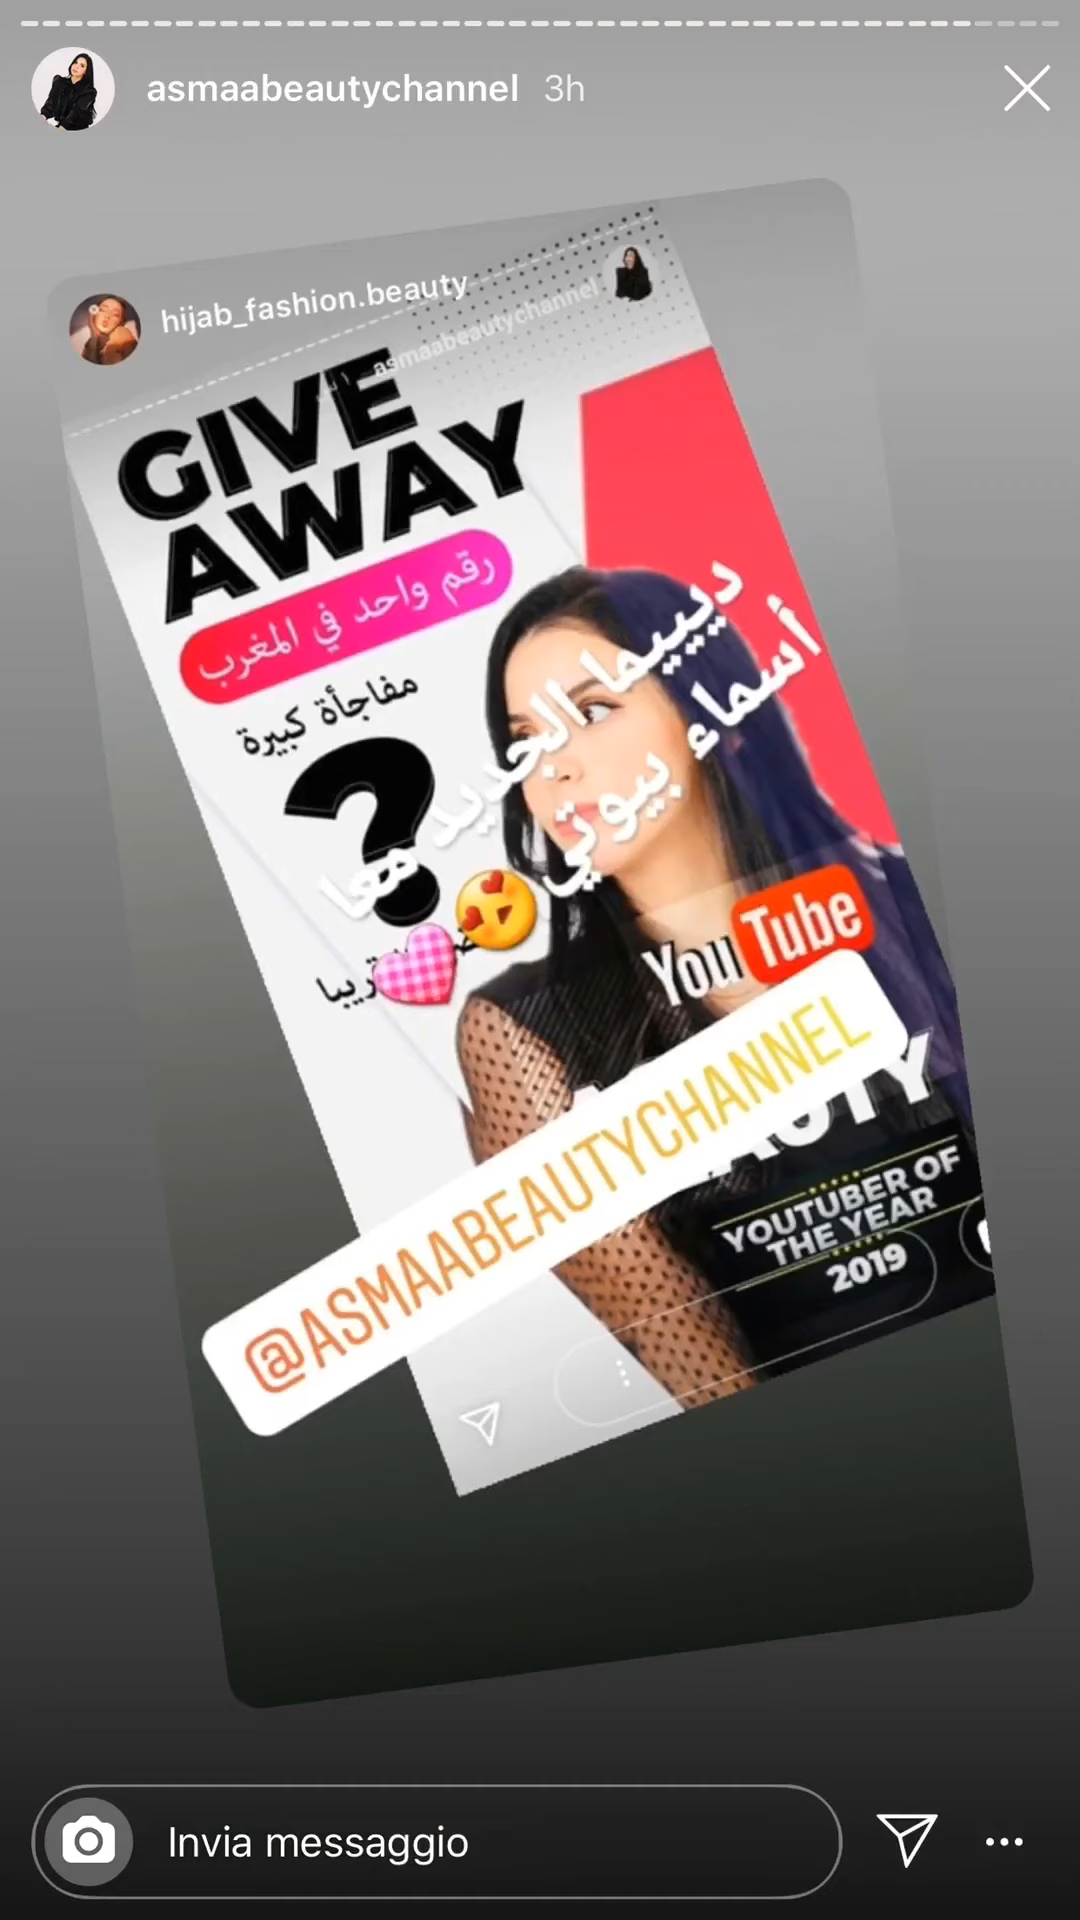 asmaabeautychannel 3h
hijab_fashion.beauty
asmaabeautychannel
GIVE
AWAY
رقم واحد في المغرب
مفاجأة كبيرة
?
دييييما الجديد معا
أسماء بيوتي
YouTube
@ASMAABEAUTYCHANNEL
YOUTUBER OF
THE YEAR
2019
Invia messaggio